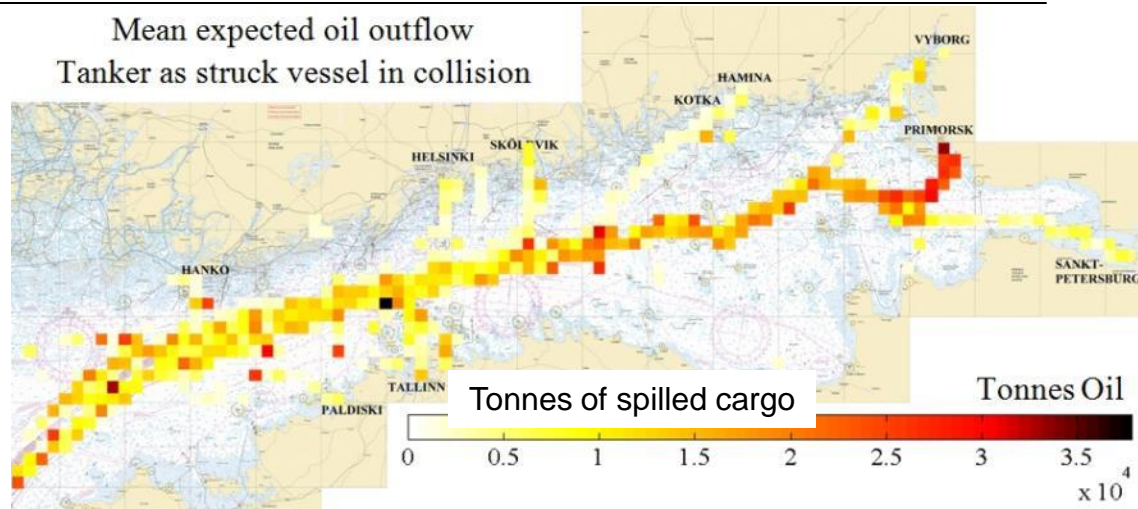 Mean expected oil outflow
Tanker as struck vessel in collision
VYBORG
HAMINA
KOTKA
PRIMORSK
HELSINKI
HANKO
SANKT-
PETERSBURG
TALLINN
PALDISKI
Tonnes of spilled cargo
Tonnes Oil
0 0.5 1 1.5 2 2.5 3 3.5
x 10 4